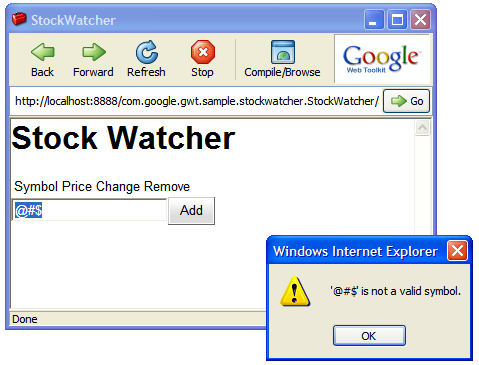 StockWatcher
Back Forward Refresh Stop Compile/Browse
Google
Web Toolkit
http://localhost:8888/com.google.gwt.sample.stockwatcher.StockWatcher/ Go
Stock Watcher
Symbol Price Change Remove
@#$ Add
Windows Internet Explorer
'@#$' is not a valid symbol.
OK
Done